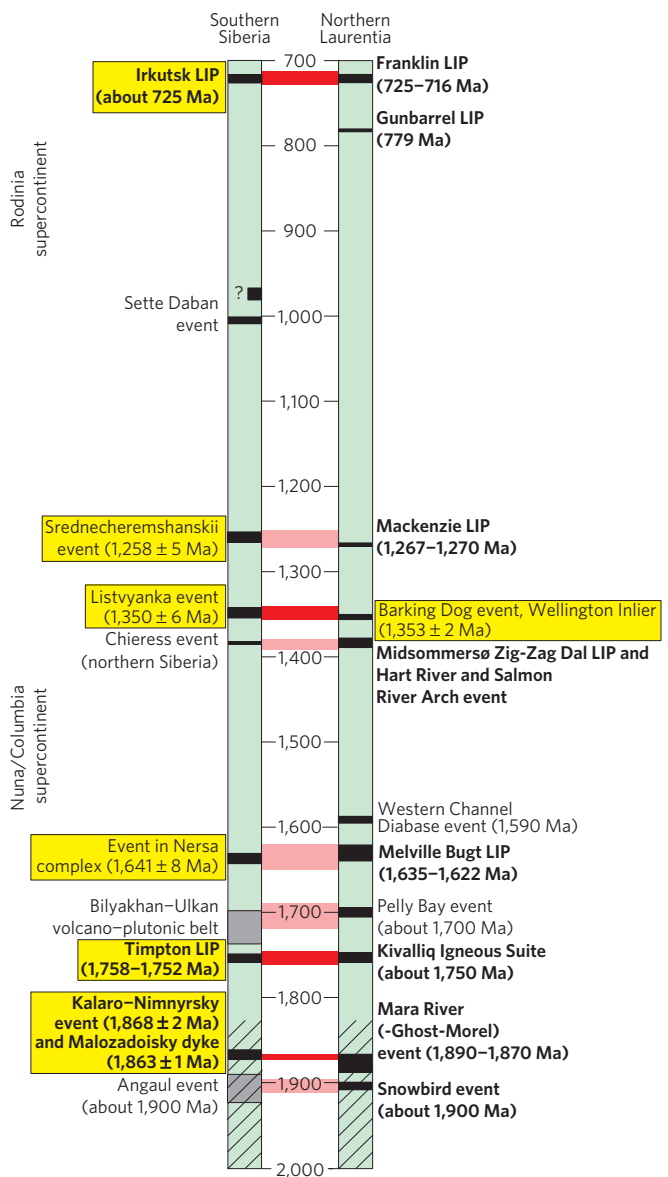 Southern
Siberia
Northern
Laurentia
Rodinia
supercontinent
Nuna/Columbia
supercontinent
Irkutsk LIP
(about 725 Ma)
?
Sette Daban
event
Srednecheremshanskii
event (1,258 ± 5 Ma)
Listvyanka event
(1,350 ± 6 Ma)
Chieress event
(northern Siberia)
Event in Nersa
complex (1,641 ± 8 Ma)
Bilyakhan–Ulkan
volcano–plutonic belt
Timpton LIP
(1,758–1,752 Ma)
Kalaro–Nimnyrsky
event (1,868 ± 2 Ma)
and Malozadoisky dyke
(1,863 ± 1 Ma)
Angaul event
(about 1,900 Ma)
700
800
900
1,000
1,100
1,200
1,300
1,400
1,500
1,600
1,700
1,800
1,900
2,000
Franklin LIP
(725–716 Ma)
Gunbarrel LIP
(779 Ma)
Mackenzie LIP
(1,267–1,270 Ma)
Barking Dog event, Wellington Inlier
(1,353 ± 2 Ma)
Midsommersø Zig-Zag Dal LIP and
Hart River and Salmon
River Arch event
Western Channel
Diabase event (1,590 Ma)
Melville Bugt LIP
(1,635–1,622 Ma)
Pelly Bay event
(about 1,700 Ma)
Kivalliq Igneous Suite
(about 1,750 Ma)
Mara River
(-Ghost-Morel)
event (1,890–1,870 Ma)
Snowbird event
(about 1,900 Ma)